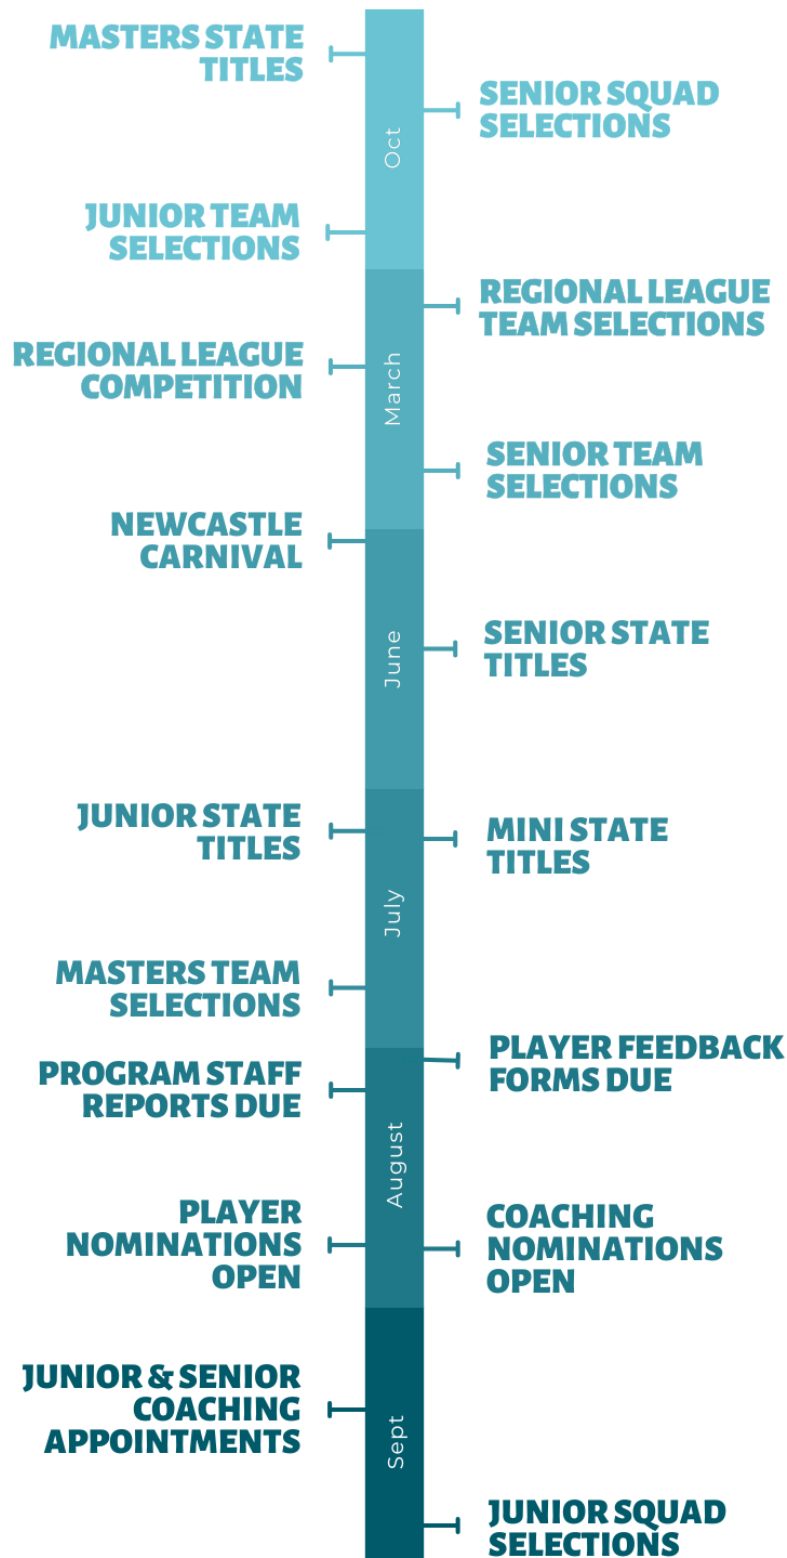 MASTERS STATE
TITLES
SENIOR SQUAD
SELECTIONS
Oct
JUNIOR TEAM
SELECTIONS
REGIONAL LEAGUE
TEAM SELECTIONS
REGIONAL LEAGUE
COMPETITION
March
SENIOR TEAM
SELECTIONS
NEWCASTLE
CARNIVAL
SENIOR STATE
TITLES
June
JUNIOR STATE
TITLES
MINI STATE
TITLES
July
MASTERS TEAM
SELECTIONS
PLAYER FEEDBACK
FORMS DUE
PROGRAM STAFF
REPORTS DUE
August
PLAYER
NOMINATIONS
OPEN
COACHING
NOMINATIONS
OPEN
JUNIOR & SENIOR
COACHING
APPOINTMENTS
Sept
JUNIOR SQUAD
SELECTIONS